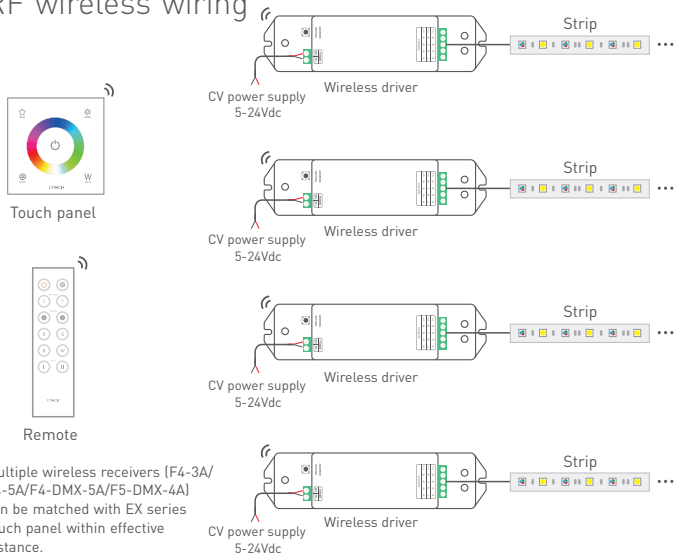 RF wireless wiring
Strip
CV power supply
5-24Vdc
Wireless driver
LTECH
Touch panel
W
Strip
CV power supply
5-24Vdc
Wireless driver
Strip
CV power supply
5-24Vdc
Wireless driver
R G
B W
LTECH
Remote
Strip
CV power supply
5-24Vdc
Wireless driver
ultiple wireless receivers (F4-3A/
-5A/F4-DMX-5A/F5-DMX-4A)
n be matched with EX series
uch panel within effective
stance.